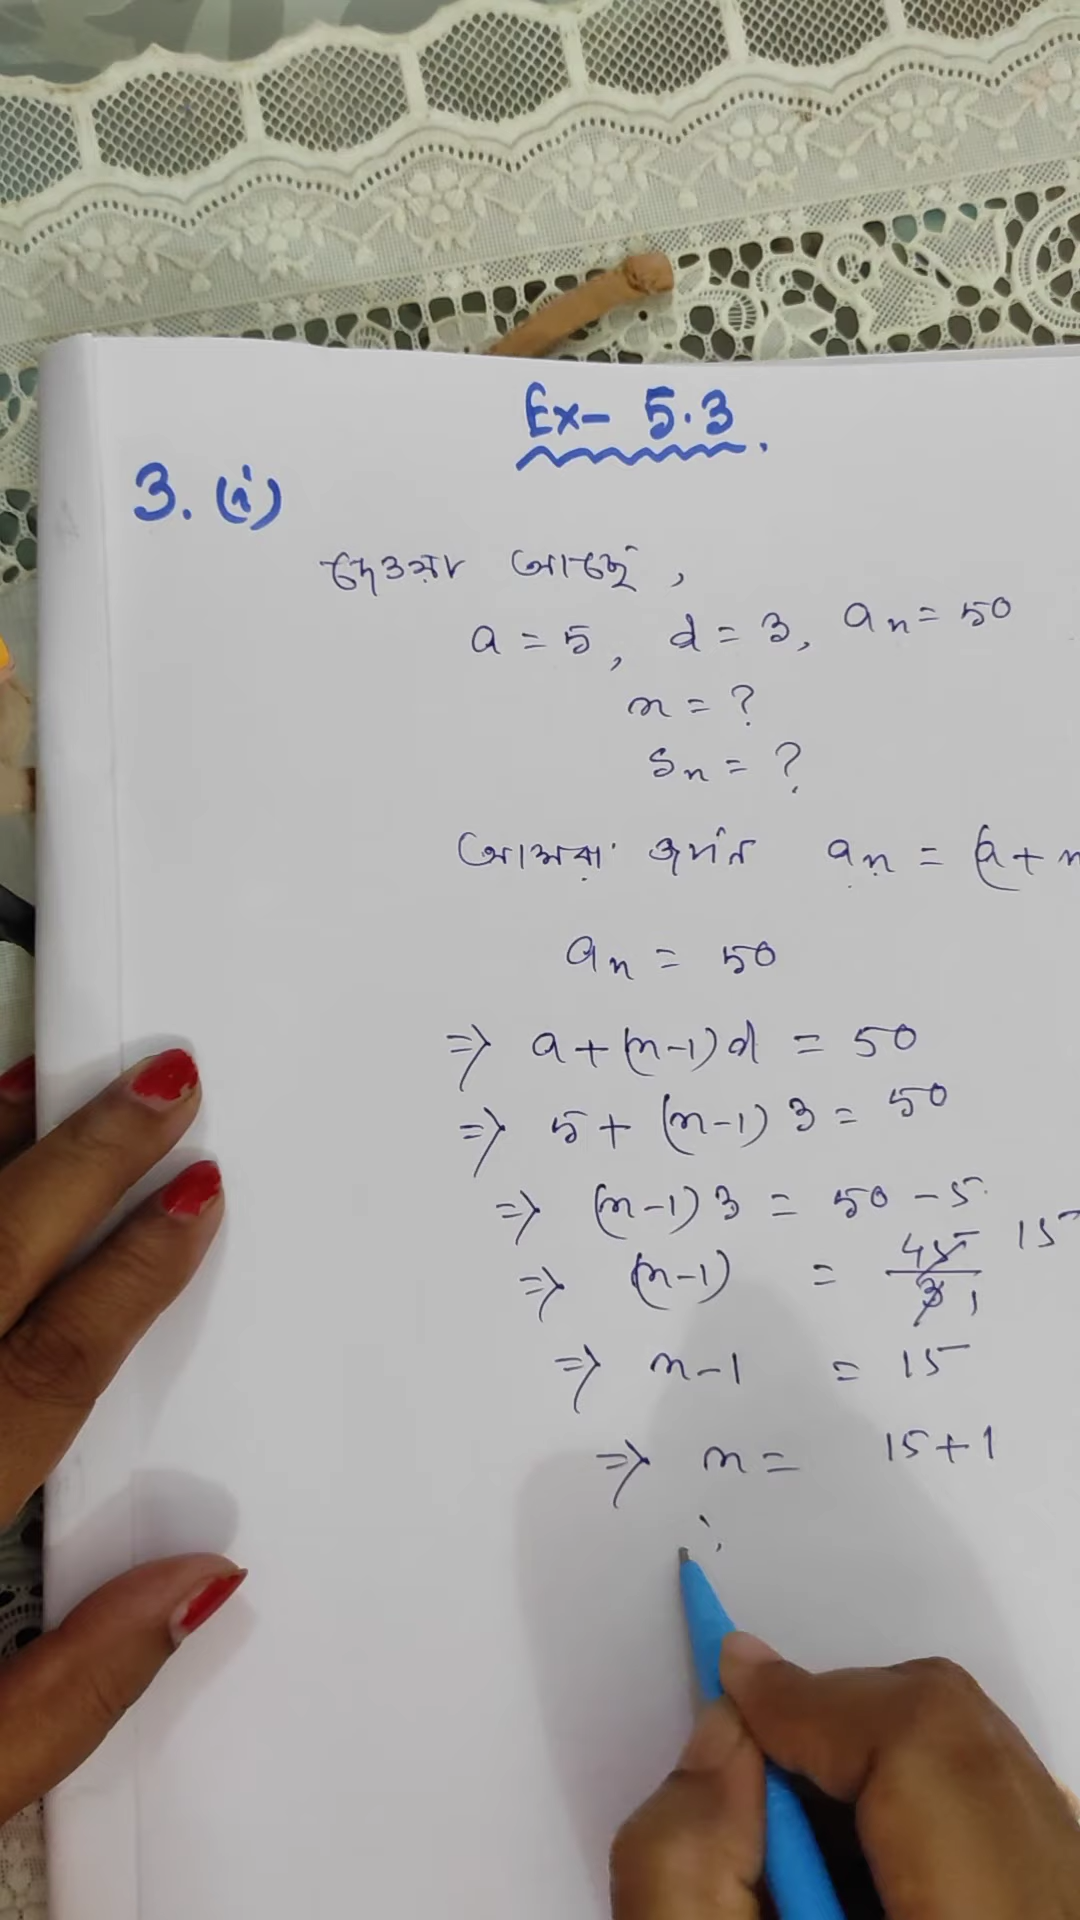 Ex- 5.3.
3. (i)
দেওয়া আছে,
a = 5, d = 3, an = 50
n = ?
Sn = ?
আমরা জানি an = (a + n
an = 50
⇒ a + (n-1) d = 50
⇒ 5 + (n-1) 3 = 50
⇒ (n-1) 3 = 50 - 5
⇒ (n-1) = 45/3 15 1
⇒ n-1 = 15
⇒ n = 15+1
∴